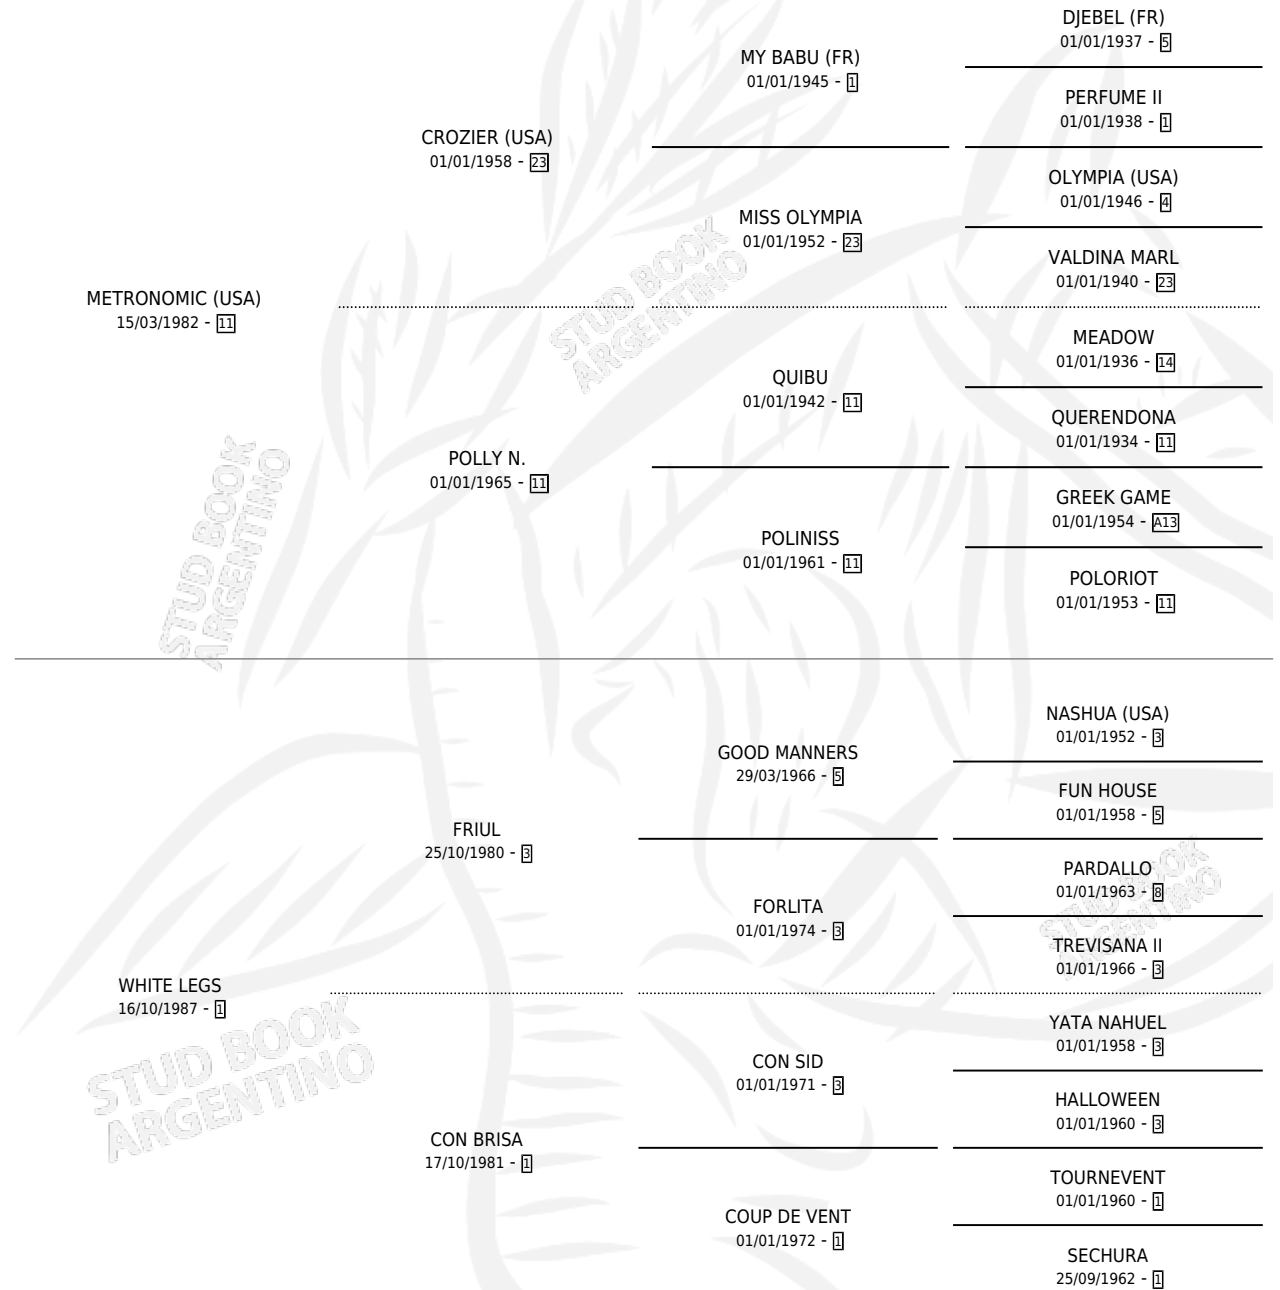 DJEBEL (FR)
01/01/1937 - 5
MY BABU (FR)
01/01/1945 - 1
PERFUME II
01/01/1938 - 1
CROZIER (USA)
01/01/1958 - 23
OLYMPIA (USA)
01/01/1946 - 4
MISS OLYMPIA
01/01/1952 - 23
VALDINA MARL
01/01/1940 - 23
METRONOMIC (USA)
15/03/1982 - 11
MEADOW
01/01/1936 - 14
QUIBU
01/01/1942 - 11
QUERENDONA
01/01/1934 - 11
POLLY N.
01/01/1965 - 11
GREEK GAME
01/01/1954 - A13
POLINISS
01/01/1961 - 11
POLORIOT
01/01/1953 - 11
NASHUA (USA)
01/01/1952 - 3
GOOD MANNERS
29/03/1966 - 5
FUN HOUSE
01/01/1958 - 5
FRIUL
25/10/1980 - 3
PARDALLO
01/01/1963 - 8
FORLITA
01/01/1974 - 3
TREVISANA II
01/01/1966 - 3
WHITE LEGS
16/10/1987 - 1
YATA NAHUEL
01/01/1958 - 3
CON SID
01/01/1971 - 3
HALLOWEEN
01/01/1960 - 3
CON BRISA
17/10/1981 - 1
TOURNEVENT
01/01/1960 - 1
COUP DE VENT
01/01/1972 - 1
SECHURA
25/09/1962 - 1
STUD BOOK
ARGENTINO
STUD BOOK
ARGENTINO
STUD BOOK
ARGENTINO
STUD BOOK
ARGENTINO